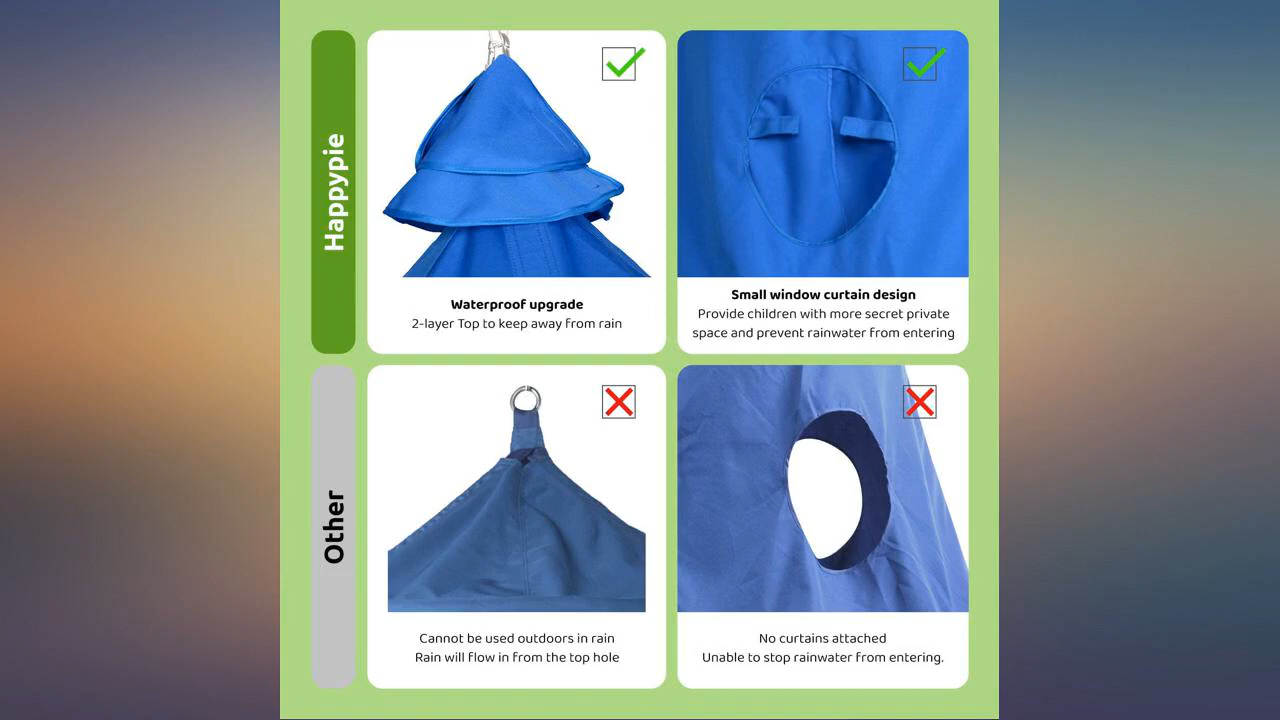 Happypie
Waterproof upgrade
2-layer Top to keep away from rain
Small window curtain design
Provide children with more secret private
space and prevent rainwater from entering
Other
Cannot be used outdoors in rain
Rain will flow in from the top hole
No curtains attached
Unable to stop rainwater from entering.